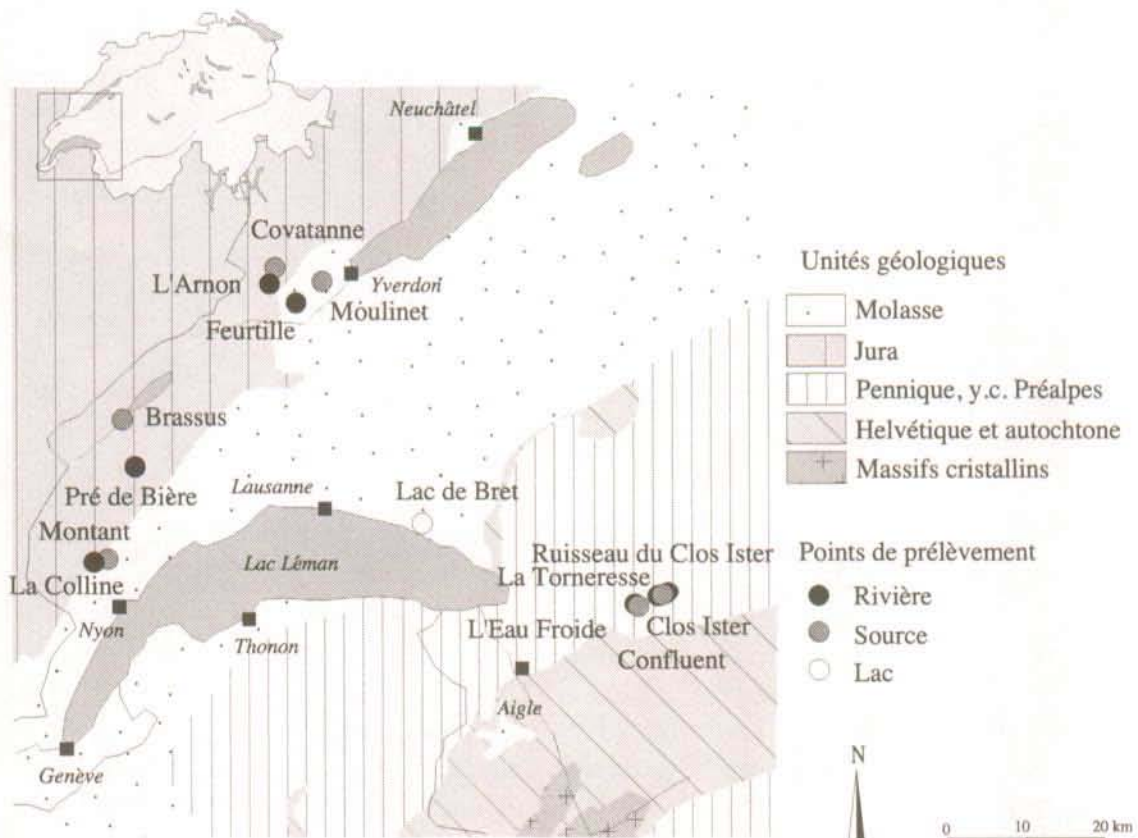 Neuchâtel
Covatanne
L'Arnon
Yverdon
Feurtille
Moulinet
Brassus
Pré de Bière
Lausanne
Lac de Bret
Montant
La Colline
Lac Léman
Nyon
Thonon
Genève
Ruisseau du Clos Ister
La Torneresse
L'Eau Froide
Clos Ister
Confluent
Aigle
Unités géologiques
Molasse
Jura
Pennique, y.c. Préalpes
Helvétique et autochtone
Massifs cristallins
Points de prélèvement
Rivière
Source
Lac
N
0 10 20 km